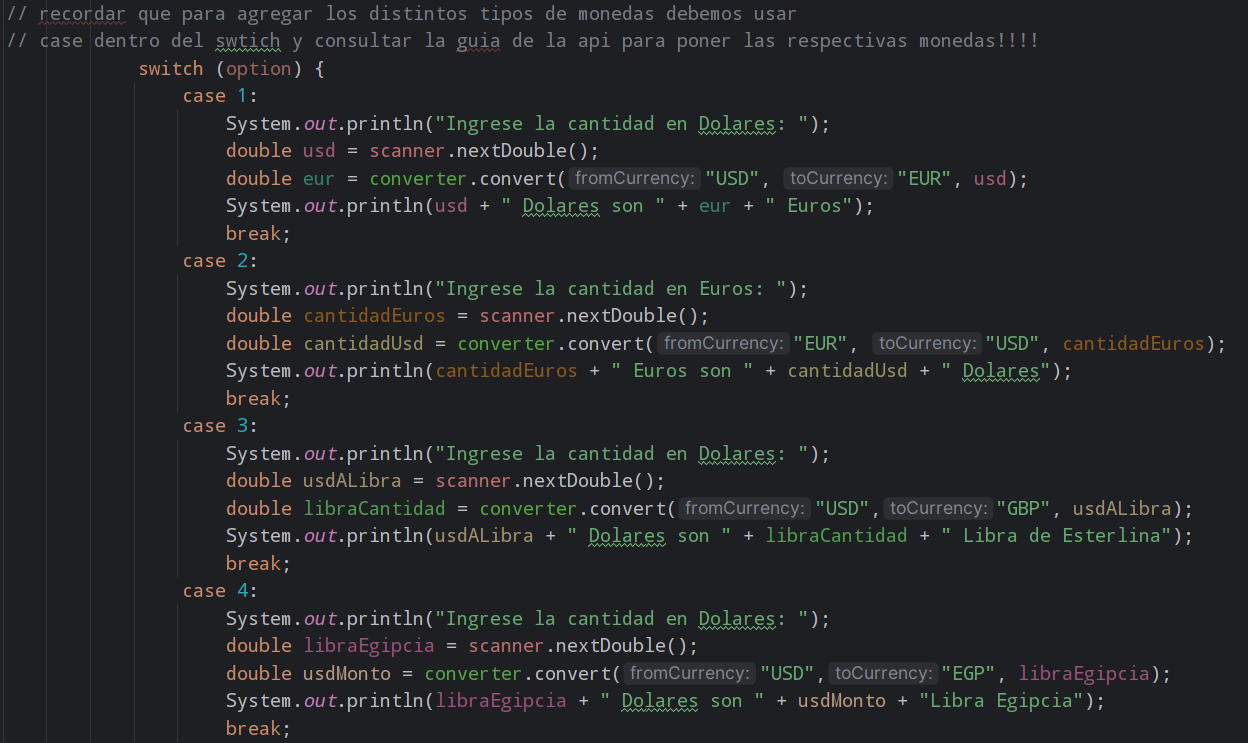 // recordar que para agregar los distintos tipos de monedas debemos usar
// case dentro del swtich y consultar la guia de la api para poner las respectivas monedas!!!!
switch (option) {
case 1:
System.out.println("Ingrese la cantidad en Dolares: ");
double usd = scanner.nextDouble();
double eur = converter.convert( fromCurrency: "USD", toCurrency: "EUR", usd);
System.out.println(usd + " Dolares son " + eur + " Euros");
break;
case 2:
System.out.println("Ingrese la cantidad en Euros: ");
double cantidadEuros = scanner.nextDouble();
double cantidadUsd = converter.convert( fromCurrency: "EUR", toCurrency: "USD", cantidadEuros);
System.out.println(cantidadEuros + " Euros son " + cantidadUsd + " Dolares");
break;
case 3:
System.out.println("Ingrese la cantidad en Dolares: ");
double usdALibra = scanner.nextDouble();
double libraCantidad = converter.convert( fromCurrency: "USD", toCurrency: "GBP", usdALibra);
System.out.println(usdALibra + " Dolares son " + libraCantidad + " Libra de Esterlina");
break;
case 4:
System.out.println("Ingrese la cantidad en Dolares: ");
double libraEgipcia = scanner.nextDouble();
double usdMonto = converter.convert( fromCurrency: "USD", toCurrency: "EGP", libraEgipcia);
System.out.println(libraEgipcia + " Dolares son " + usdMonto + "Libra Egipcia");
break;